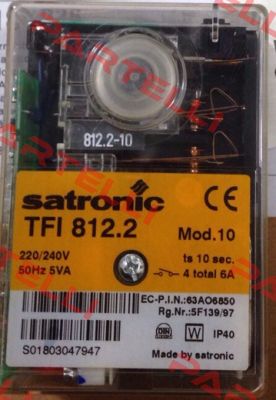 812.2-10
satronic
CE
TFI 812.2
Mod.10
220/240V
50Hz 5VA
ts 10 sec.
4 total 6A
EC-P.I.N.:63AO6850
Rg.Nr.:5F139/97
W
IP40
S01803047947
Made by satronic
PARTELLI